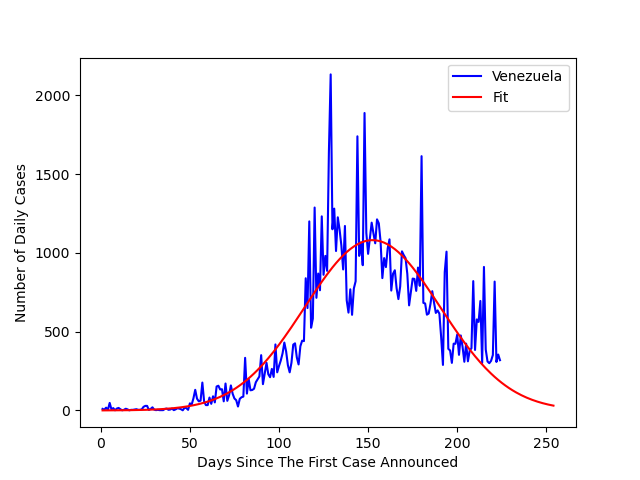 Venezuela
Fit
Number of Daily Cases
2000
1500
1000
500
0
0 50 100 150 200 250
Days Since The First Case Announced